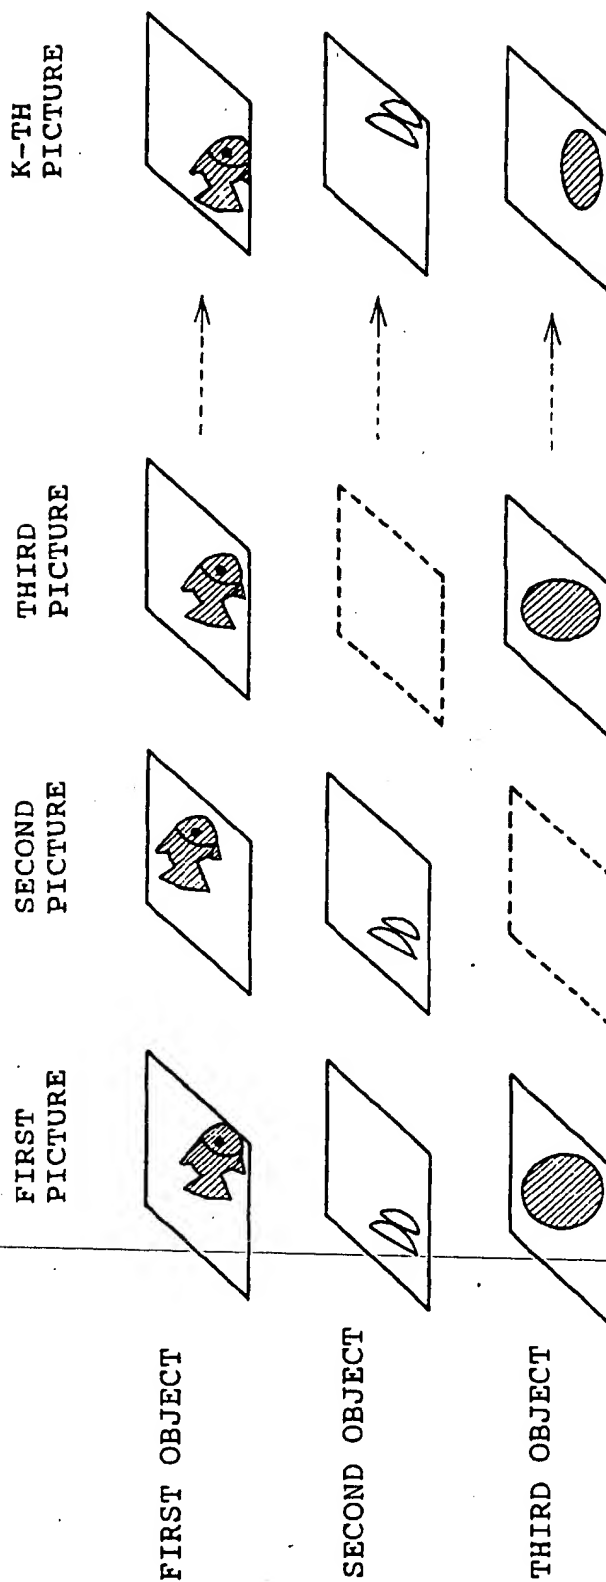 FIRST
PICTURE
SECOND
PICTURE
THIRD
PICTURE
K-TH
PICTURE
FIRST OBJECT
SECOND OBJECT
THIRD OBJECT